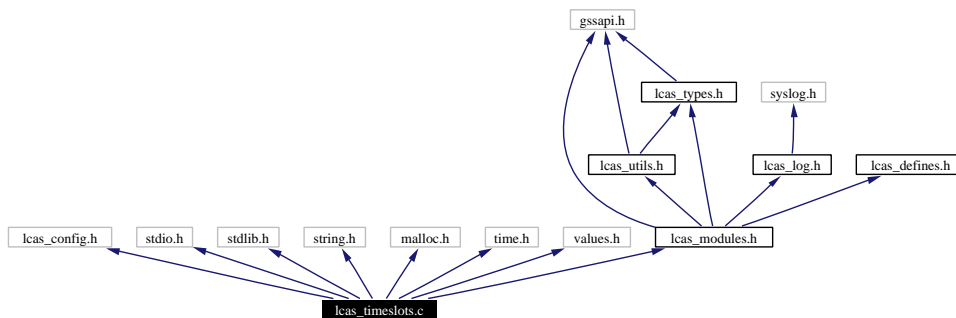 gssapi.h
lcas_types.h
syslog.h
lcas_utils.h
lcas_log.h
lcas_defines.h
lcas_config.h
stdio.h
stdlib.h
string.h
malloc.h
time.h
values.h
lcas_modules.h
lcas_timeslots.c